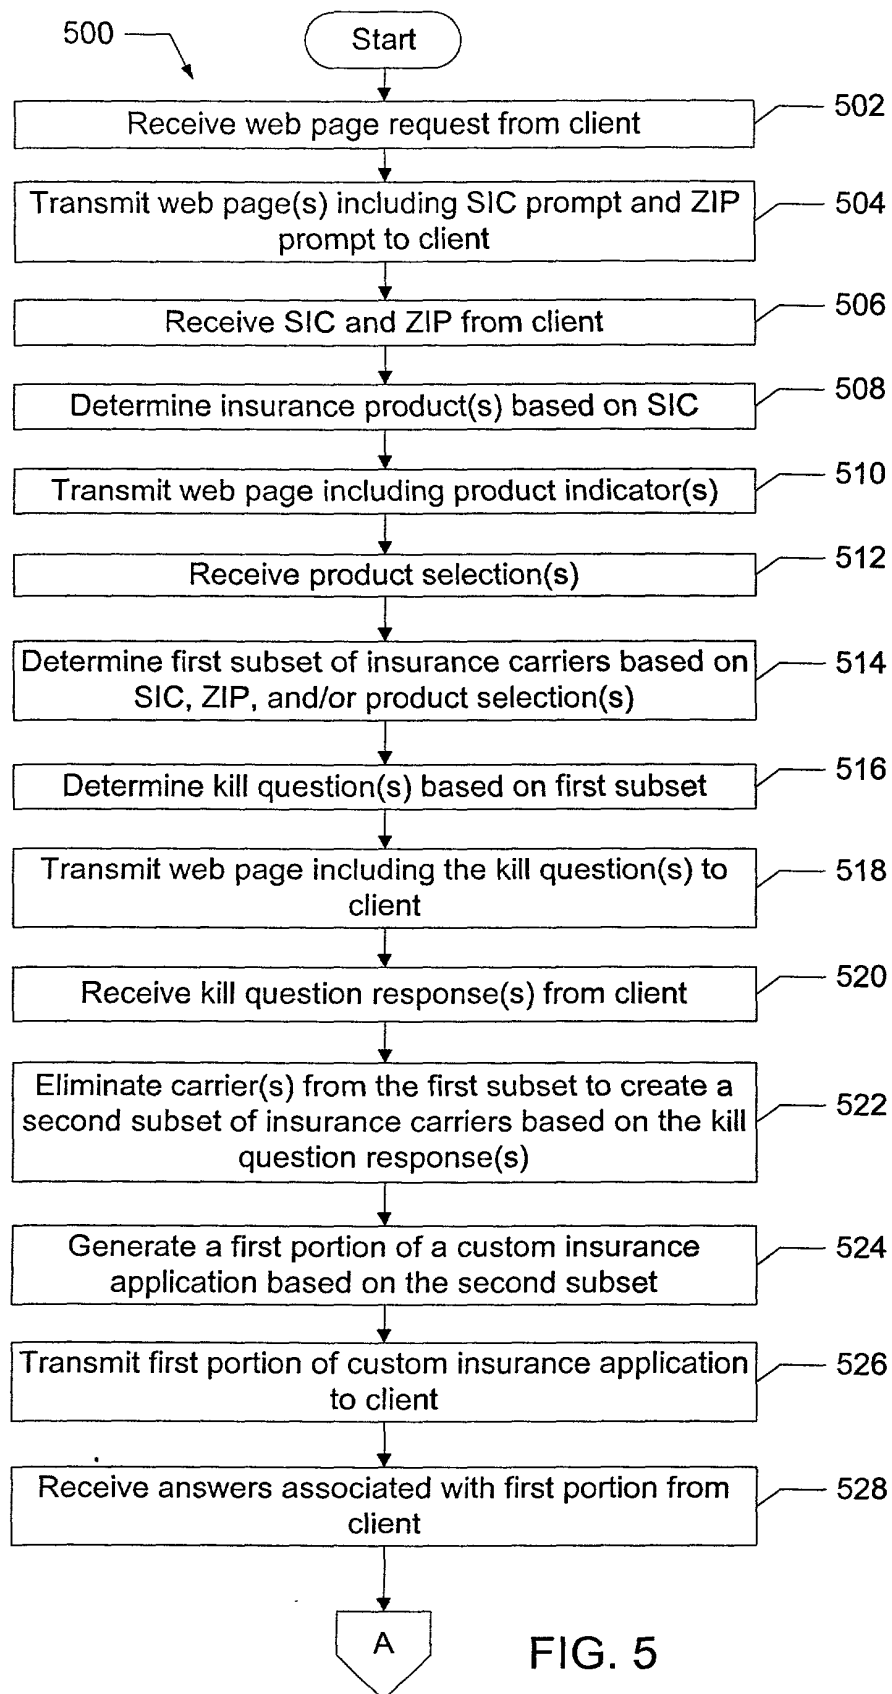 500
Start
Receive web page request from client
502
Transmit web page(s) including SIC prompt and ZIP
prompt to client
504
Receive SIC and ZIP from client
506
Determine insurance product(s) based on SIC
508
Transmit web page including product indicator(s)
510
Receive product selection(s)
512
Determine first subset of insurance carriers based on
SIC, ZIP, and/or product selection(s)
514
Determine kill question(s) based on first subset
516
Transmit web page including the kill question(s) to
client
518
Receive kill question response(s) from client
520
Eliminate carrier(s) from the first subset to create a
second subset of insurance carriers based on the kill
question response(s)
522
Generate a first portion of a custom insurance
application based on the second subset
524
Transmit first portion of custom insurance application
to client
526
Receive answers associated with first portion from
client
528
A
FIG. 5